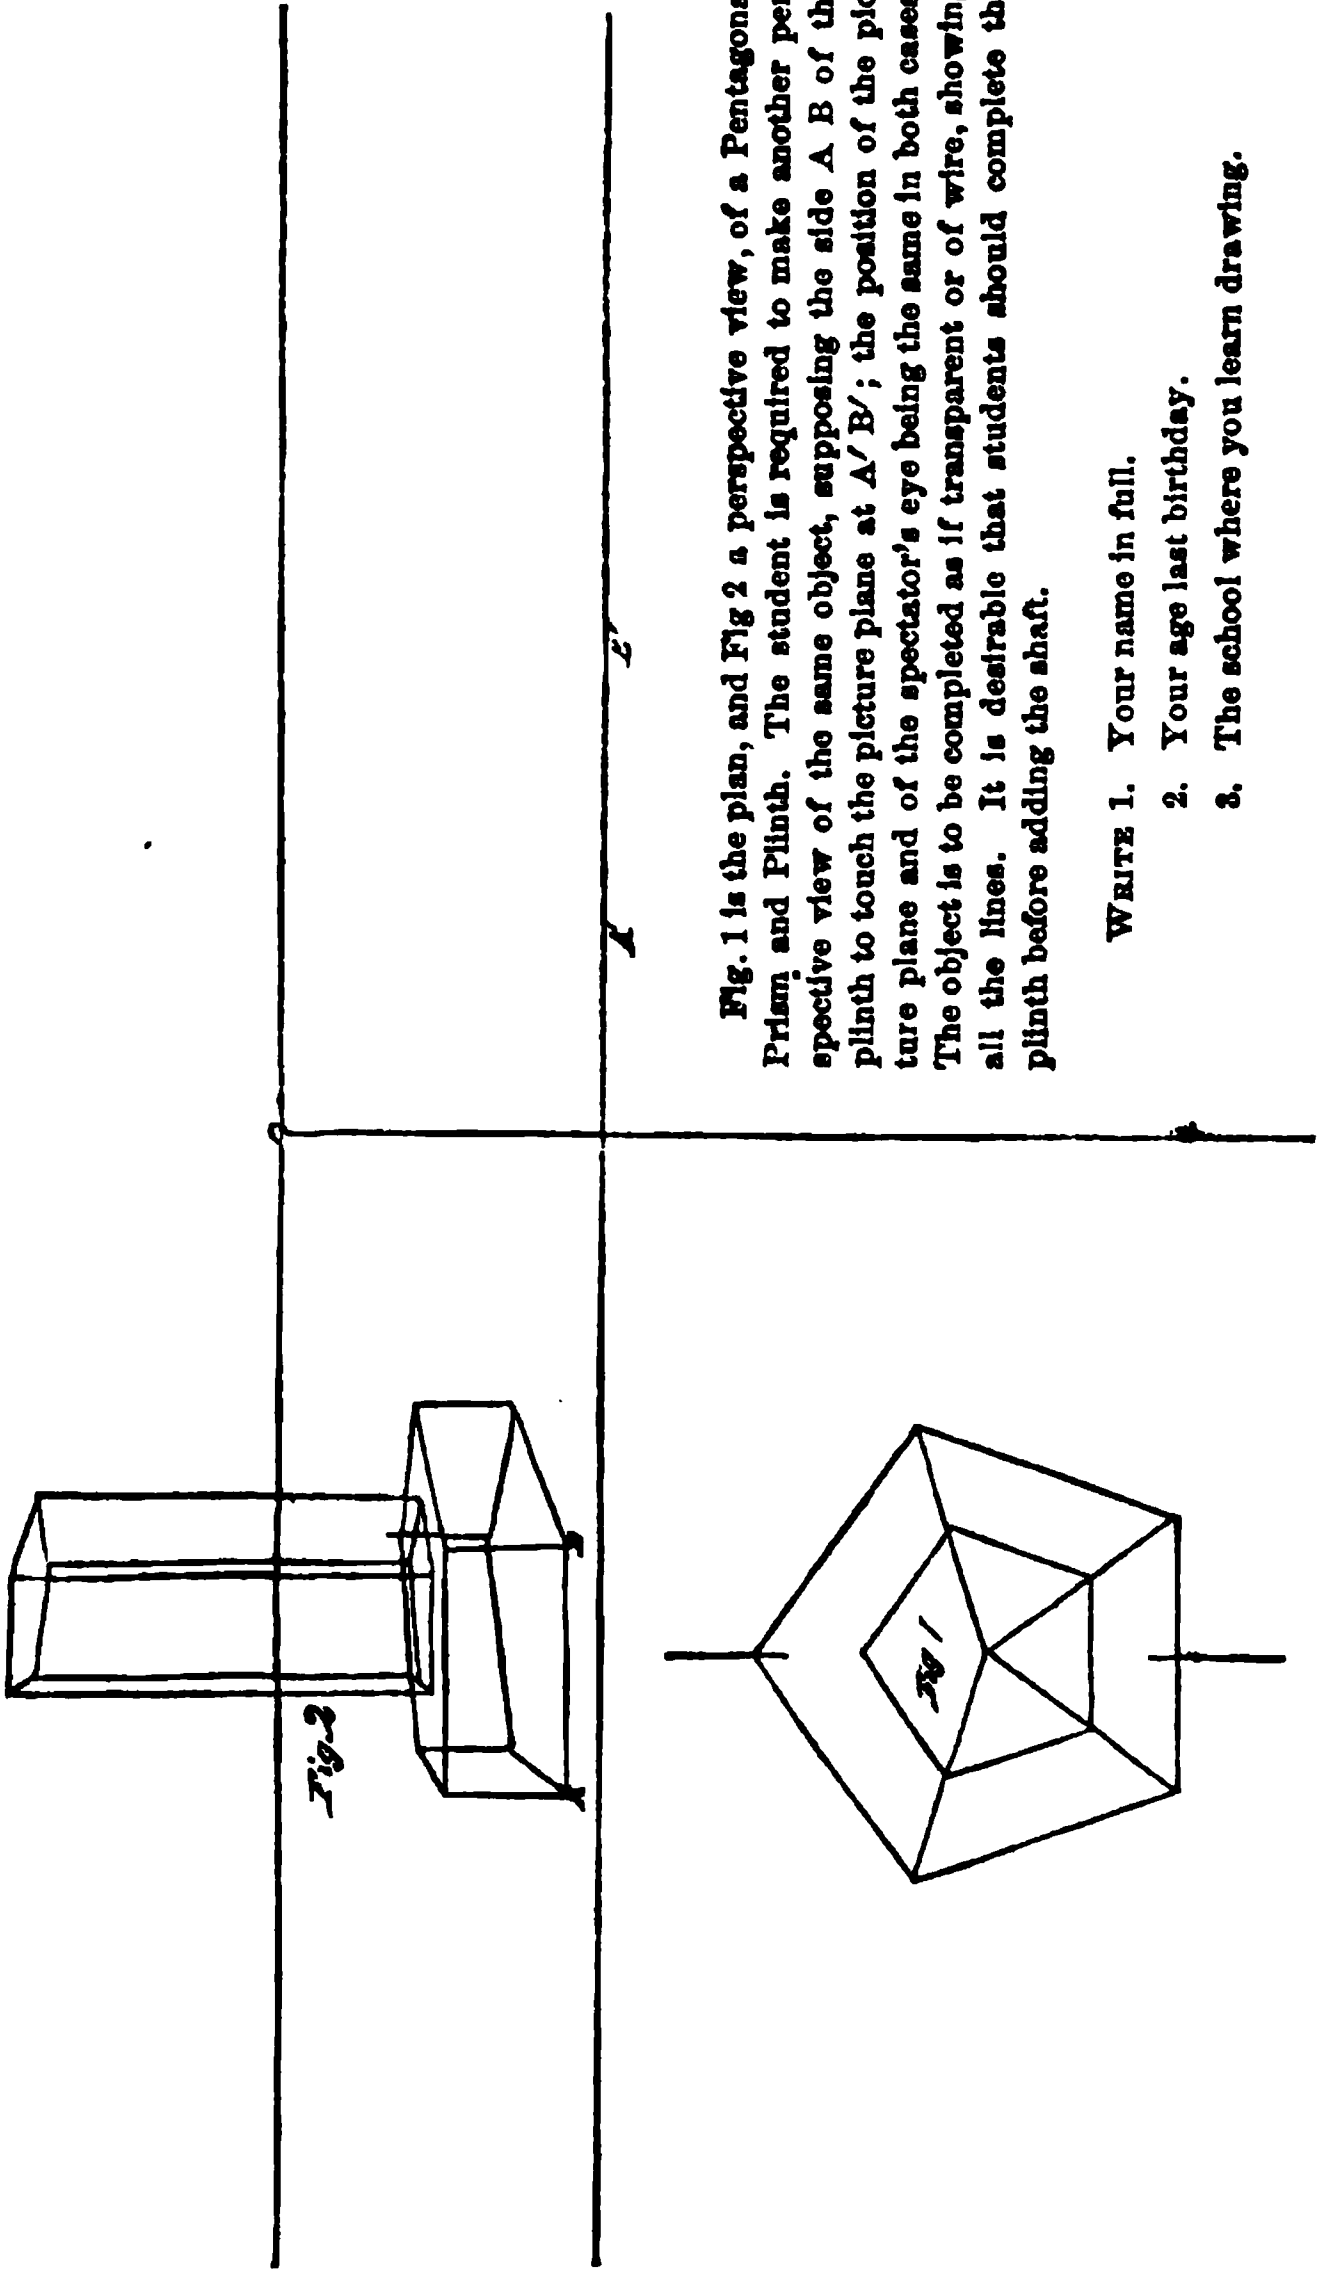 Fig. 1 is the plan, and Fig 2 a perspective view, of a Pentagona
Prism and Plinth. The student is required to make another per
spective view of the same object, supposing the side A B of th
plinth to touch the picture plane at A′ B′; the position of the pic
ture plane and of the spectator's eye being the same in both cases
The object is to be completed as if transparent or of wire, showin
all the lines. It is desirable that students should complete th
plinth before adding the shaft.
WRITE 1. Your name in full.
2. Your age last birthday.
3. The school where you learn drawing.
Fig. 2
Fig 1